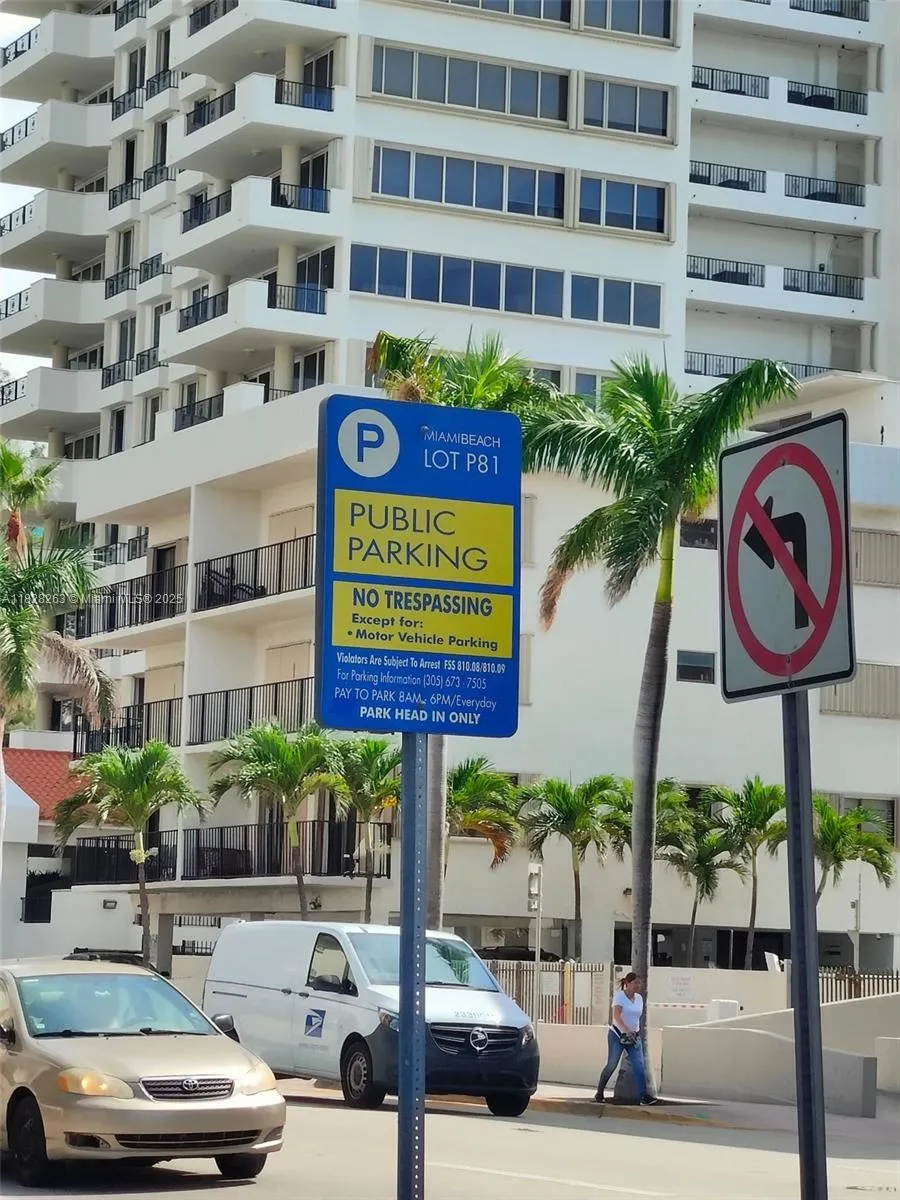 MIAMIBEACH
P
LOT P81
PUBLIC
PARKING
NO TRESPASSING
Except for:
• Motor Vehicle Parking
Violators Are Subject To Arrest FSS 810.08/810.09
For Parking Information (305) 673 7505
PAY TO PARK 8AM - 6PM/Everyday
PARK HEAD IN ONLY
A11828263 © Miami MLS® 2025